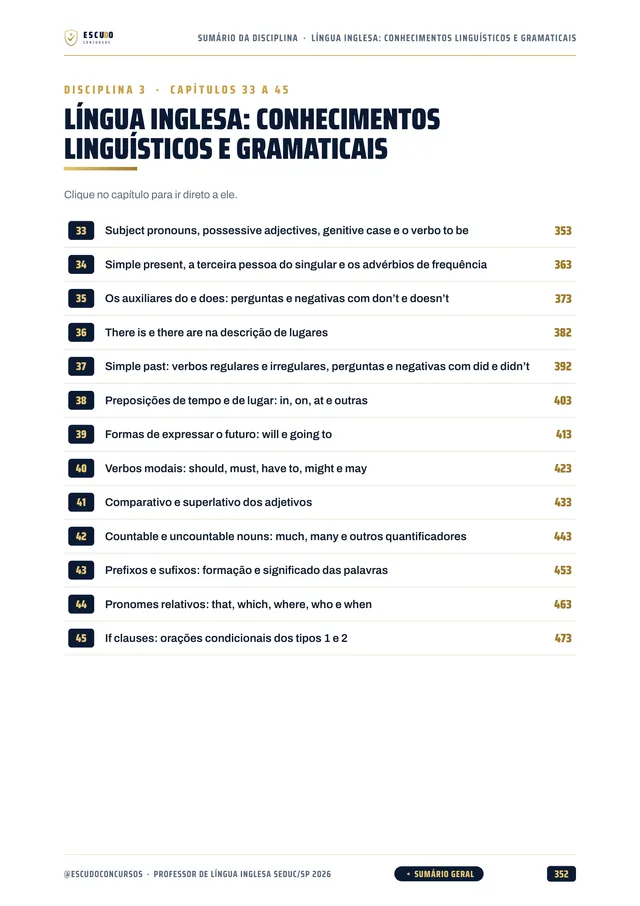 ESCUDO
CONCURSOS
SUMÁRIO DA DISCIPLINA · LÍNGUA INGLESA: CONHECIMENTOS LINGUÍSTICOS E GRAMATICAIS
DISCIPLINA 3 · CAPÍTULOS 33 A 45
LÍNGUA INGLESA: CONHECIMENTOS
LINGUÍSTICOS E GRAMATICAIS
Clique no capítulo para ir direto a ele.
33 Subject pronouns, possessive adjectives, genitive case e o verbo to be 353
34 Simple present, a terceira pessoa do singular e os advérbios de frequência 363
35 Os auxiliares do e does: perguntas e negativas com don’t e doesn’t 373
36 There is e there are na descrição de lugares 382
37 Simple past: verbos regulares e irregulares, perguntas e negativas com did e didn’t 392
38 Preposições de tempo e de lugar: in, on, at e outras 403
39 Formas de expressar o futuro: will e going to 413
40 Verbos modais: should, must, have to, might e may 423
41 Comparativo e superlativo dos adjetivos 433
42 Countable e uncountable nouns: much, many e outros quantificadores 443
43 Prefixos e sufixos: formação e significado das palavras 453
44 Pronomes relativos: that, which, where, who e when 463
45 If clauses: orações condicionais dos tipos 1 e 2 473
@ESCUDOCONCURSOS · PROFESSOR DE LÍNGUA INGLESA SEDUC/SP 2026
SUMÁRIO GERAL
352